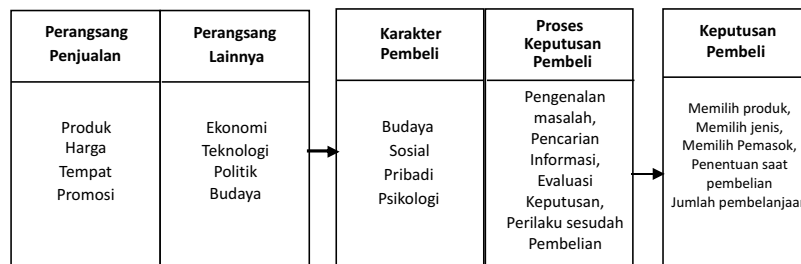 Perangsang
Penjualan
Perangsang
Lainnya
Karakter
Pembeli
Proses
Keputusan
Pembeli
Keputusan
Pembeli
Produk
Harga
Tempat
Promosi
Ekonomi
Teknologi
Politik
Budaya
Budaya
Sosial
Pribadi
Psikologi
Pengenalan
masalah,
Pencarian
Informasi,
Evaluasi
Keputusan,
Perilaku sesudah
Pembelian
Memilih produk,
Memilih jenis,
Memilih Pemasok,
Penentuan saat
pembelian
Jumlah pembelanjaan